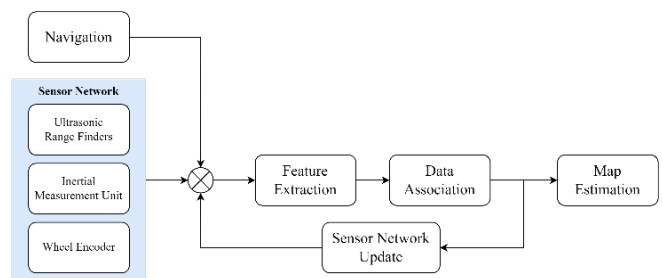 Navigation
Sensor Network
Ultrasonic
Range Finders
Inertial
Measurement Unit
Wheel Encoder
Feature
Extraction
Data
Association
Map
Estimation
Sensor Network
Update